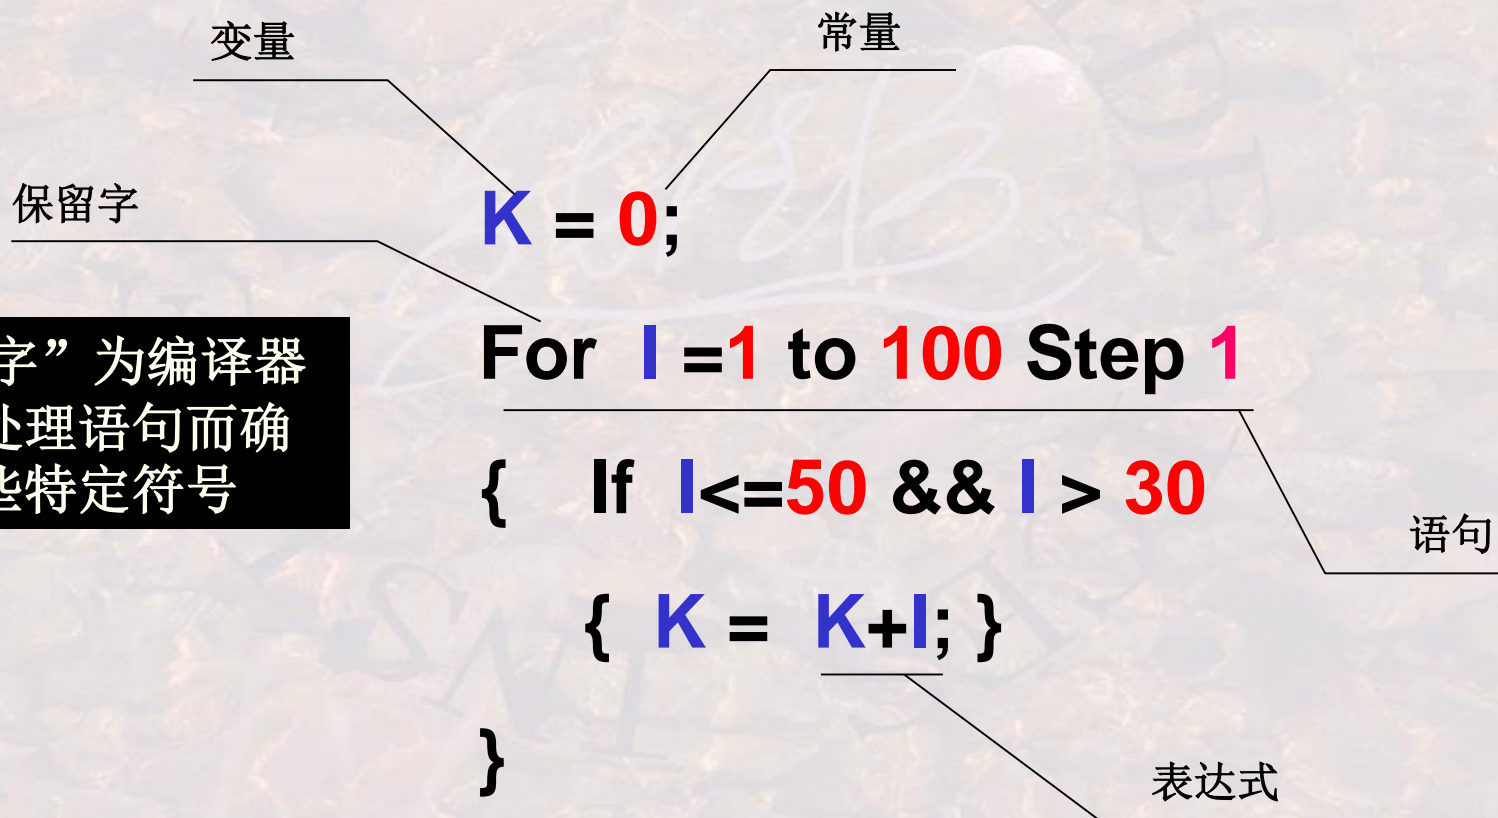 变量
常量
保留字
K = 0;
字”为编译器
处理语句而确
些特定符号
For I =1 to 100 Step 1
{ If I<=50 && I > 30
语句
{ K = K+I; }
}
表达式